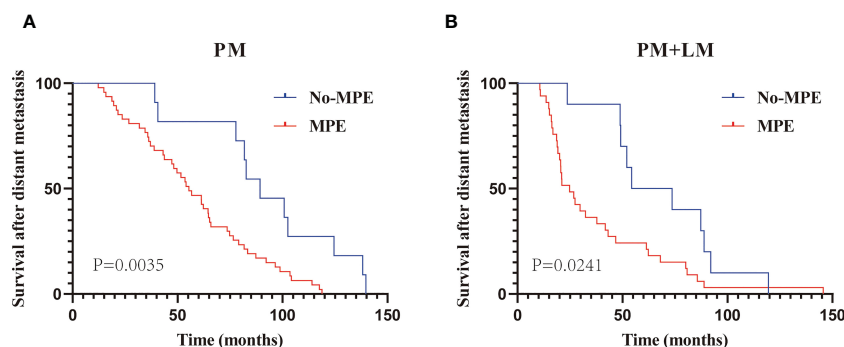 A
PM
Survival after distant metastasis
100
50
0
No-MPE
MPE
P=0.0035
0 50 100 150
Time (months)
B
PM+LM
Survival after distant metastasis
100
50
0
No-MPE
MPE
P=0.0241
0 50 100 150
Time (months)